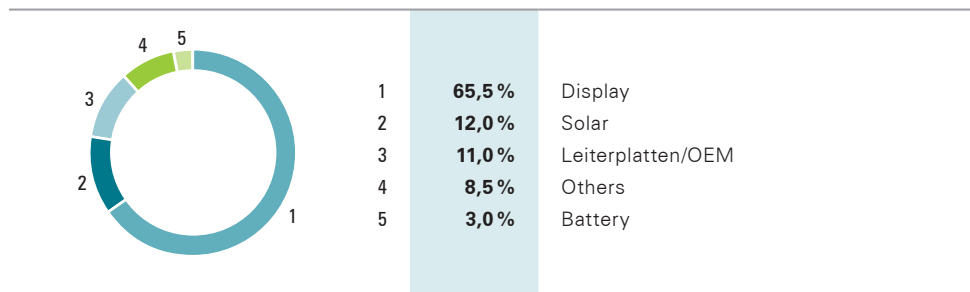 5
4
3
2
1
1 65,5 % Display
2 12,0 % Solar
3 11,0 % Leiterplatten/OEM
4 8,5 % Others
5 3,0 % Battery